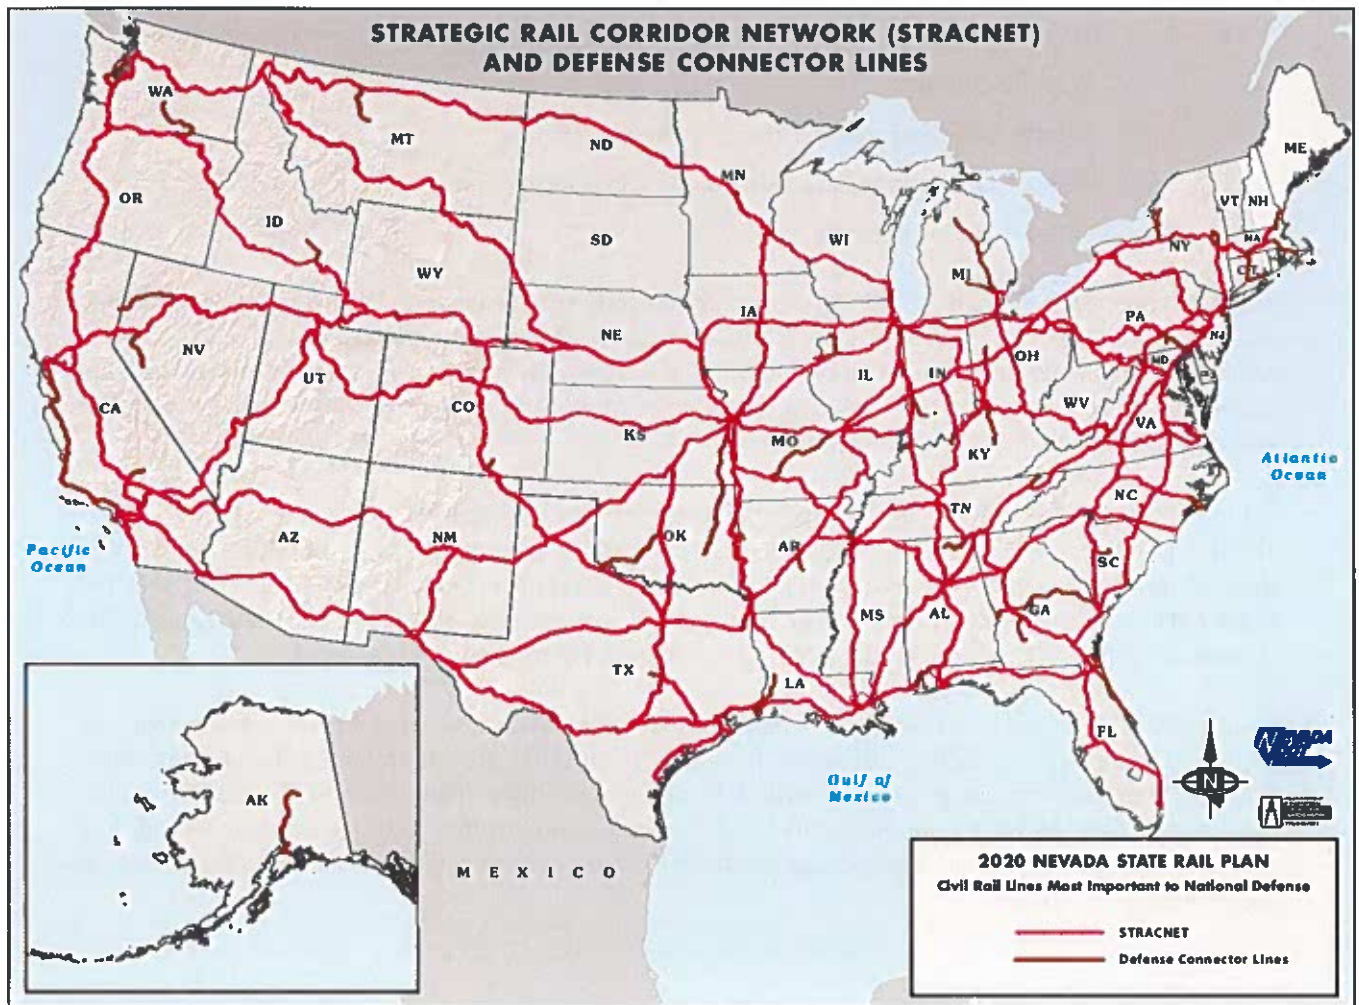 STRATEGIC RAIL CORRIDOR NETWORK (STRACNET)
AND DEFENSE CONNECTOR LINES
WA
MT
ND
MN
ME
OR
ID
SD
WI
MI
NY
VT
NH
MA
CT
WY
IA
NE
PA
NJ
NV
UT
CO
IL
IN
OH
MD
WV
VA
CA
KS
MO
KY
AZ
NM
OK
AR
TN
NC
SC
MS
AL
GA
TX
LA
FL
AK
Pacific
Ocean
Atlantic
Ocean
Gulf of
Mexico
MEXICO
N
NEVADA
2020 NEVADA STATE RAIL PLAN
Civil Rail Lines Most Important to National Defense
STRACNET
Defense Connector Lines